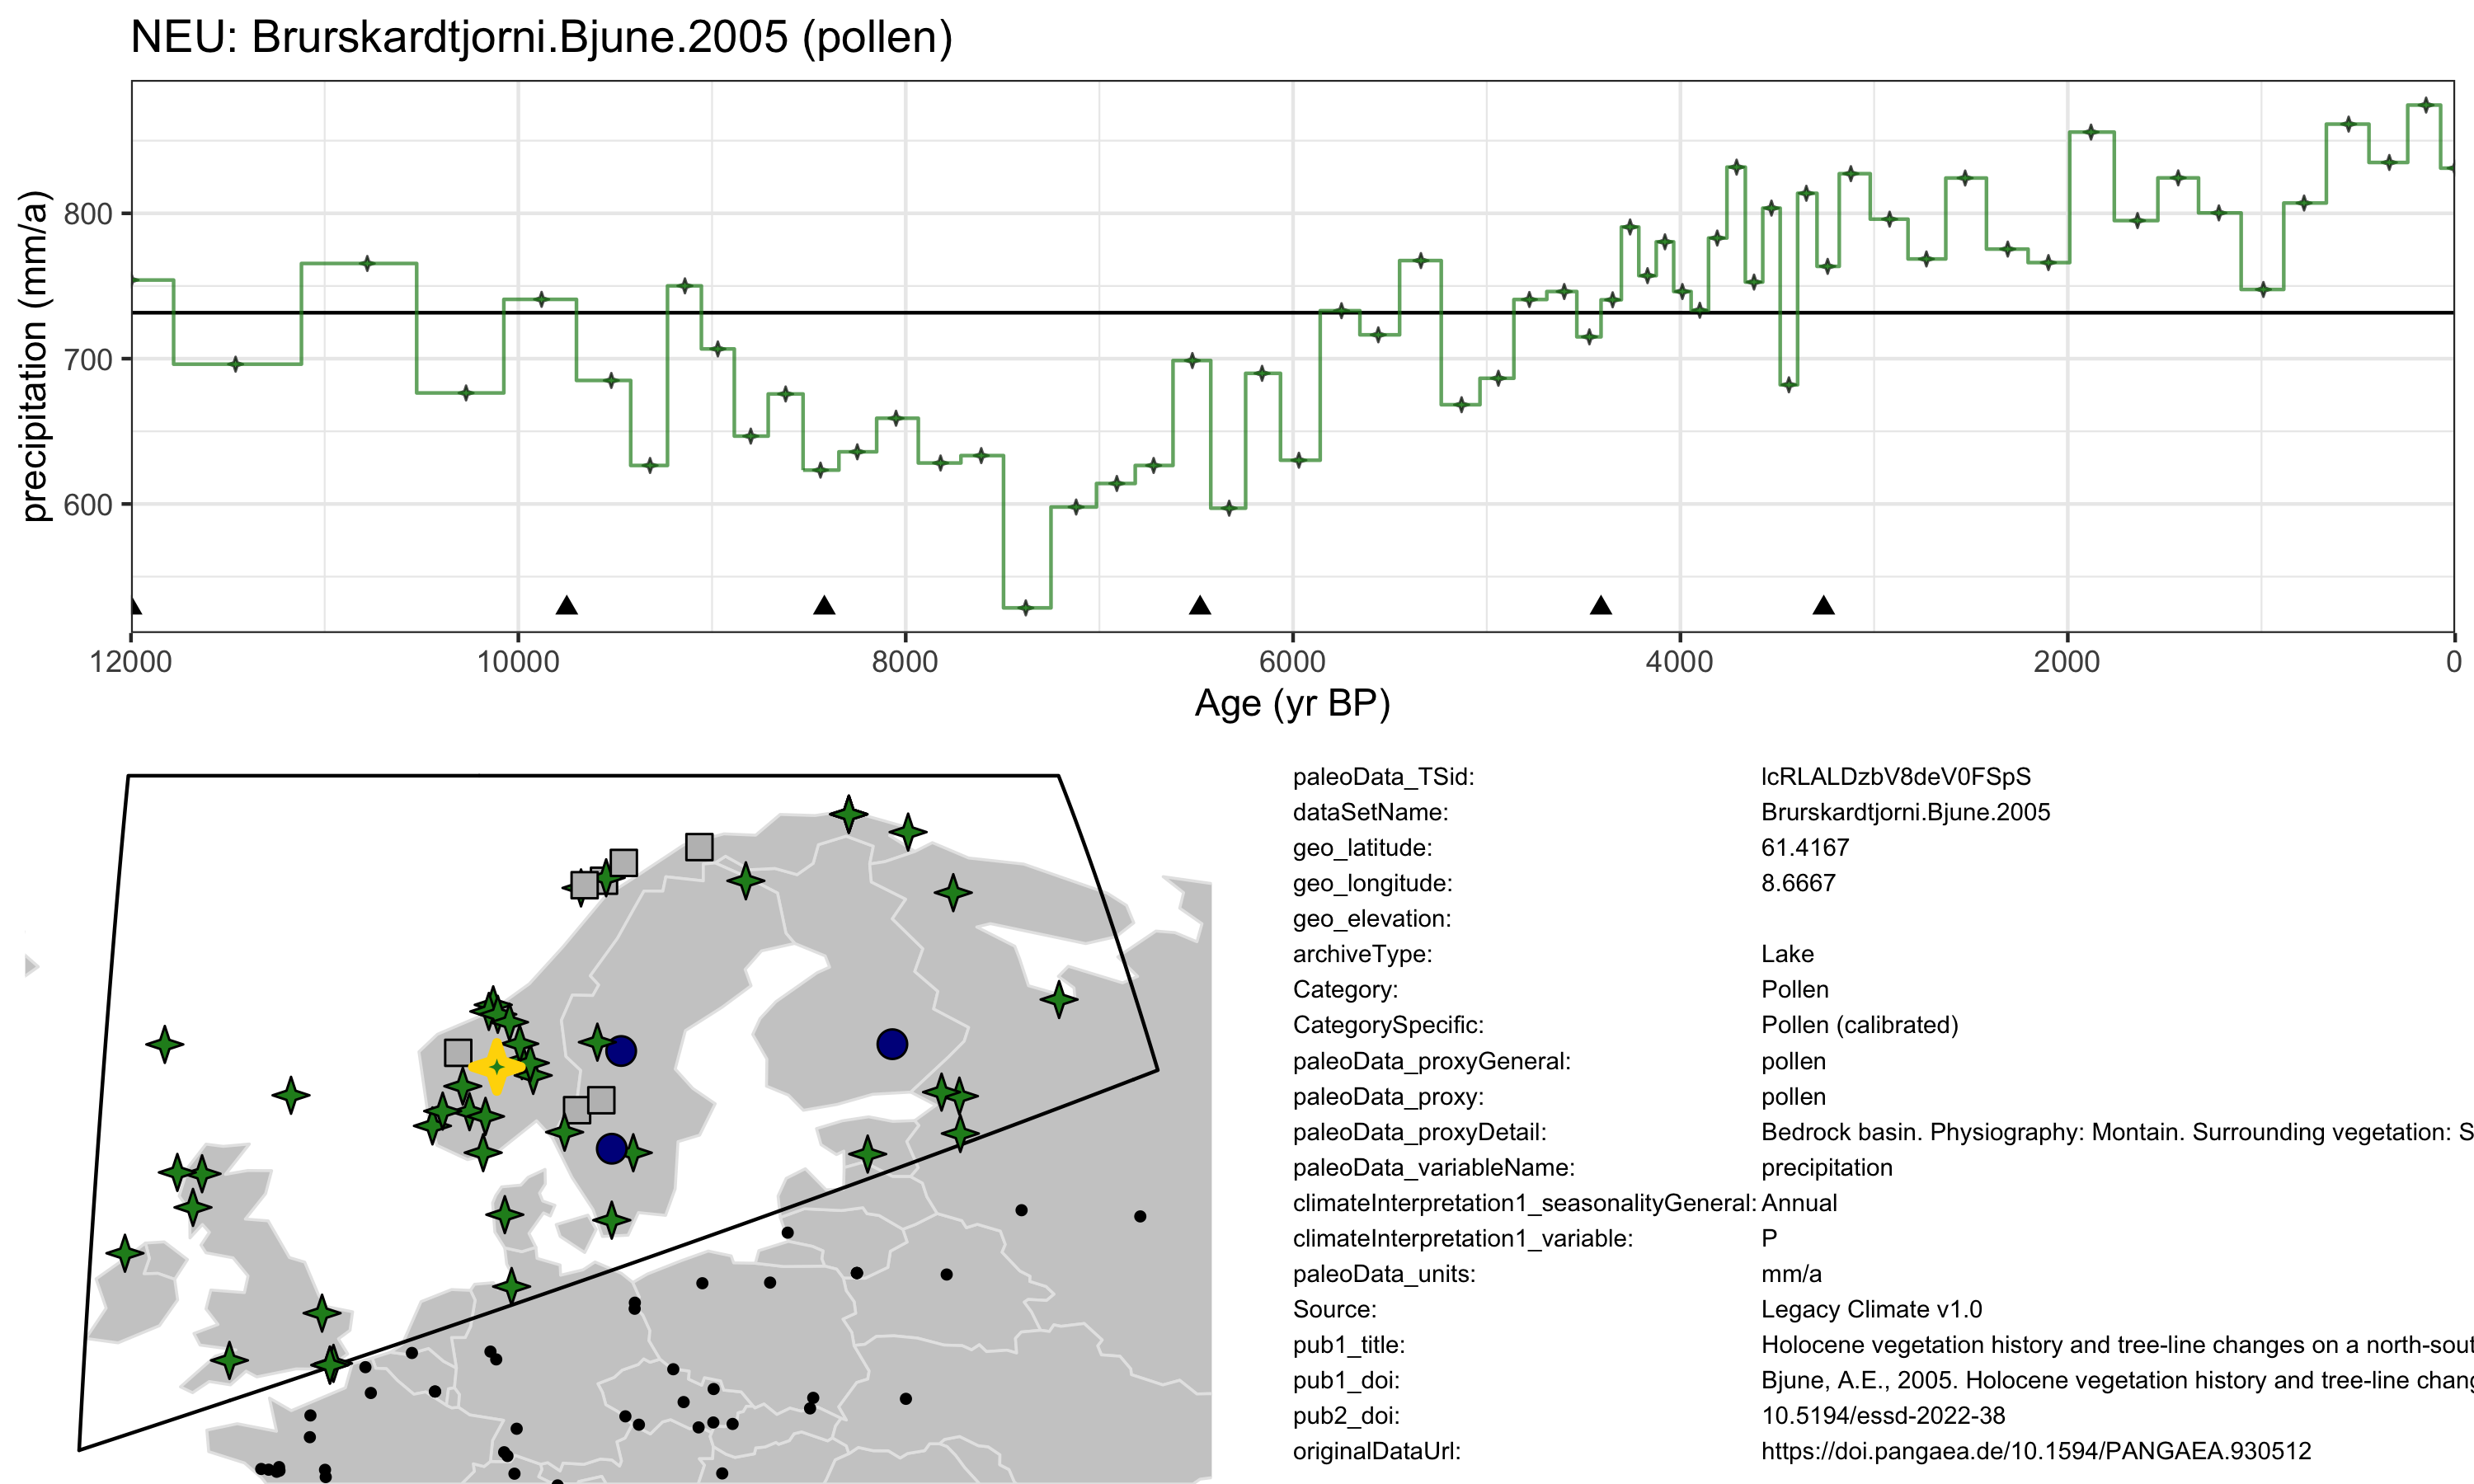 NEU: Brurskardtjorni.Bjune.2005 (pollen)
precipitation (mm/a)
800
700
600
12000 10000 8000 6000 4000 2000 0
Age (yr BP)
paleoData_TSid: lcRLALDzbV8deV0FSpS
dataSetName: Brurskardtjorni.Bjune.2005
geo_latitude: 61.4167
geo_longitude: 8.6667
geo_elevation:
archiveType: Lake
Category: Pollen
CategorySpecific: Pollen (calibrated)
paleoData_proxyGeneral: pollen
paleoData_proxy: pollen
paleoData_proxyDetail: Bedrock basin. Physiography: Montain. Surrounding vegetation: S
paleoData_variableName: precipitation
climateInterpretation1_seasonalityGeneral: Annual
climateInterpretation1_variable: P
paleoData_units: mm/a
Source: Legacy Climate v1.0
pub1_title: Holocene vegetation history and tree-line changes on a north-sout
pub1_doi: Bjune, A.E., 2005. Holocene vegetation history and tree-line chang
pub2_doi: 10.5194/essd-2022-38
originalDataUrl: https://doi.pangaea.de/10.1594/PANGAEA.930512